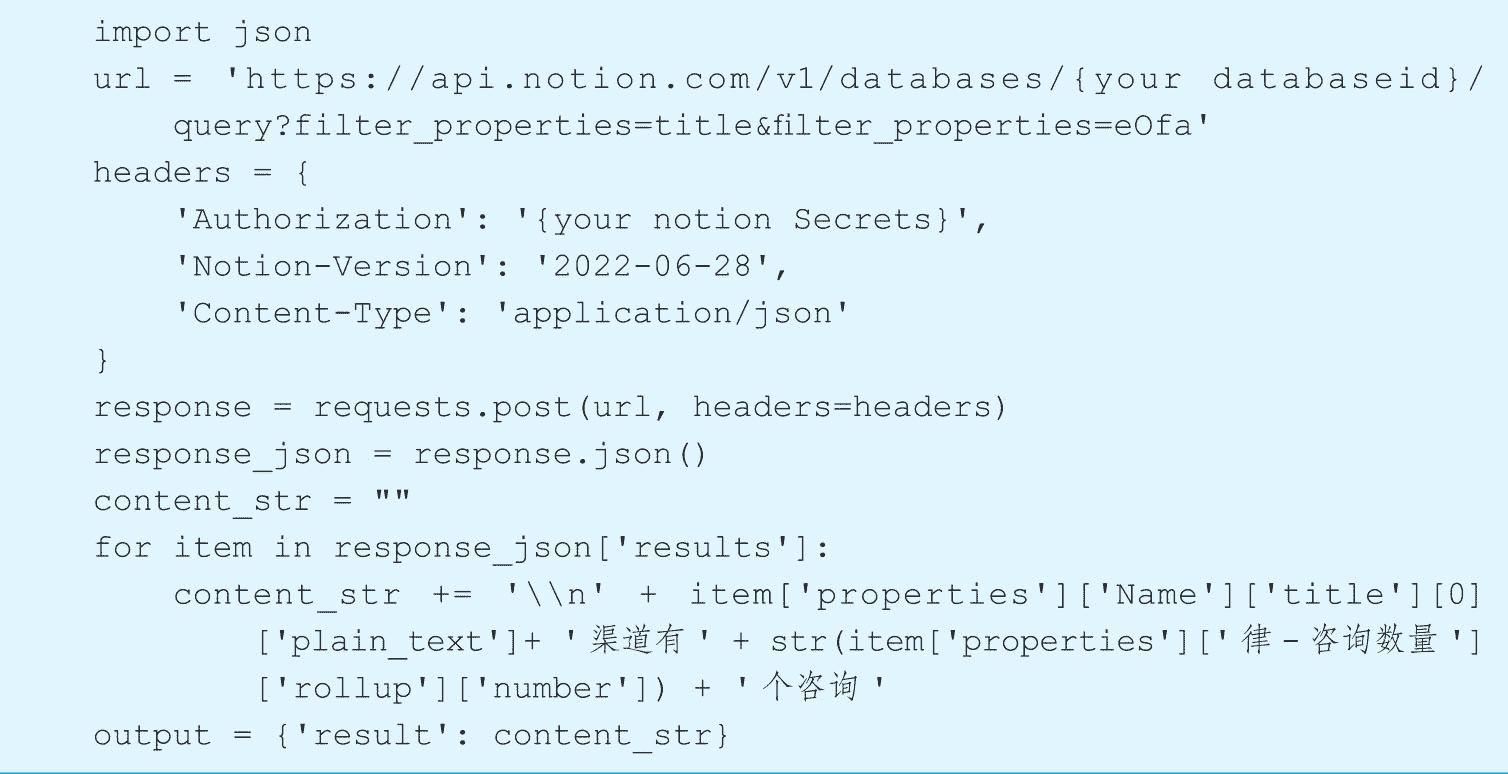 import json
url = 'https://api.notion.com/v1/databases/{your databaseid}/
    query?filter_properties=title&filter_properties=eOfa'
headers = {
    'Authorization': '{your notion Secrets}',
    'Notion-Version': '2022-06-28',
    'Content-Type': 'application/json'
}
response = requests.post(url, headers=headers)
response_json = response.json()
content_str = ""
for item in response_json['results']:
    content_str += '\\n' + item['properties']['Name']['title'][0]
        ['plain_text']+ '渠道有' + str(item['properties']['律-咨询数量']
        ['rollup']['number']) + '个咨询'
output = {'result': content_str}